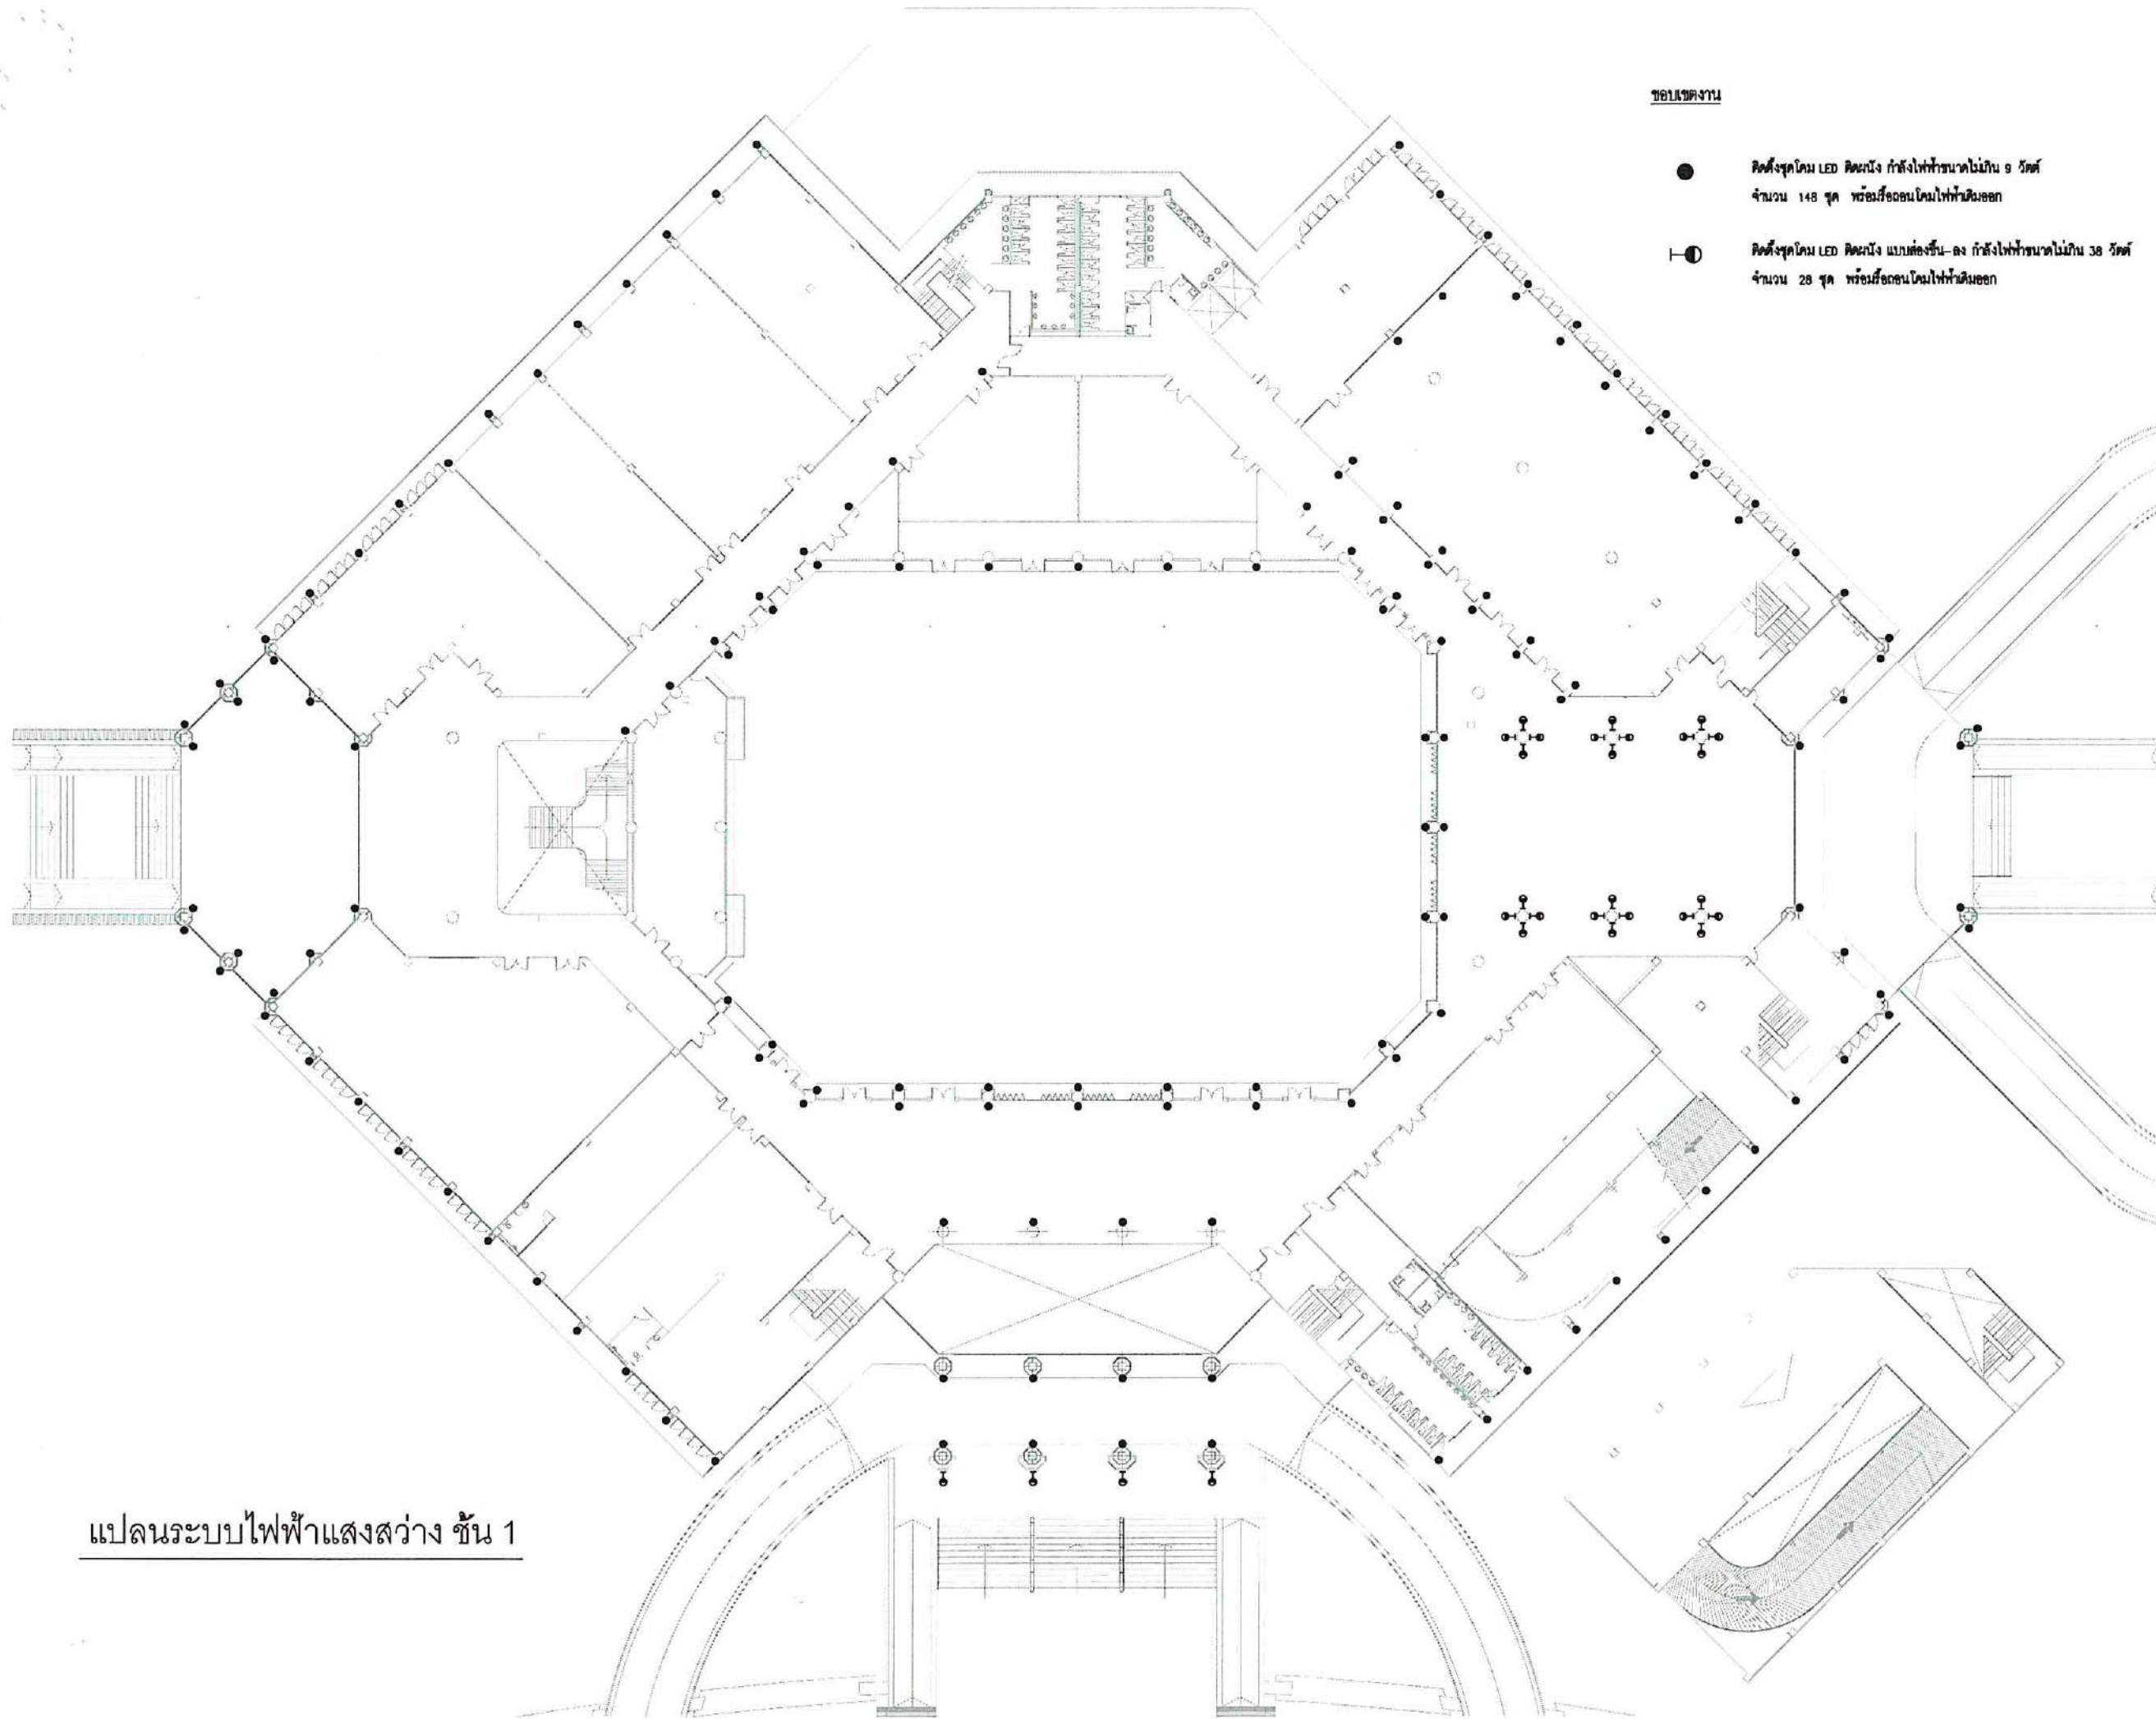 ขอบเขตงาน
ติดตั้งชุดโคม LED ติดผนัง กำลังไฟฟ้าขนาดไม่เกิน 9 วัตต์
จำนวน 148 ชุด พร้อมรื้อถอนโคมไฟฟ้าเดิมออก
ติดตั้งชุดโคม LED ติดผนัง แบบส่องขึ้น-ลง กำลังไฟฟ้าขนาดไม่เกิน 38 วัตต์
จำนวน 28 ชุด พร้อมรื้อถอนโคมไฟฟ้าเดิมออก
แปลนระบบไฟฟ้าแสงสว่าง ชั้น 1